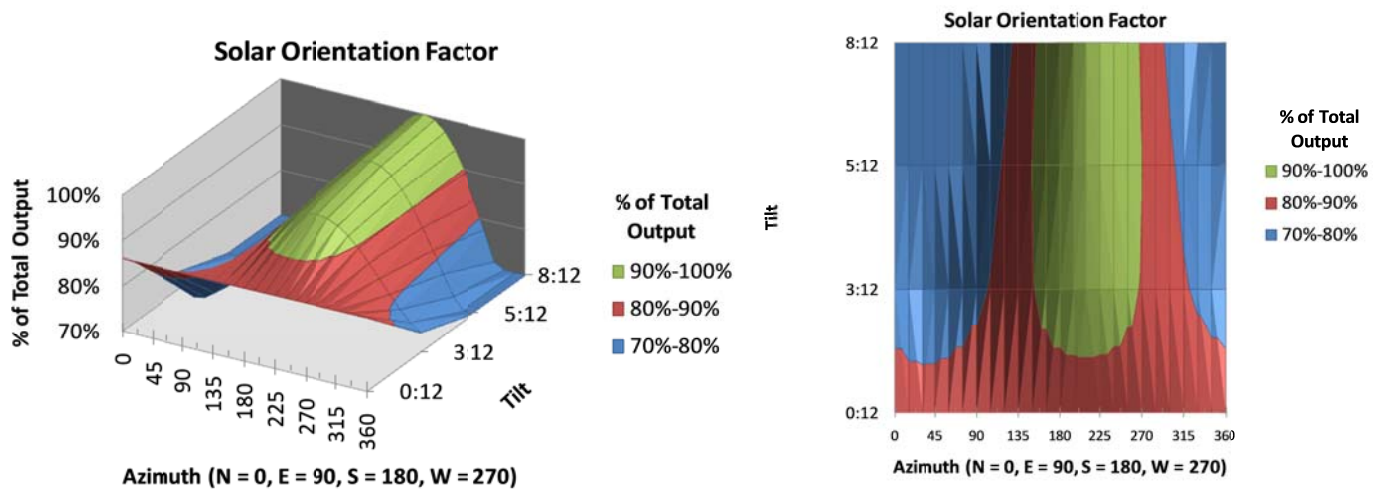 Solar Orientation Factor
% of Total Output
100%
90%
80%
70%
0
45
90
135
180
225
270
315
360
0:12
3 12
5:12
8:12
Tilt
Azimuth (N = 0, E = 90, S = 180, W = 270)
% of Total
Output
90%-100%
80%-90%
70%-80%
Solar Orientation Factor
Tilt
8:12
5:12
3:12
0:12
0 45 90 135 180 225 270 315 360
Azimuth (N = 0, E = 90, S = 180, W = 270)
% of Total
Output
90%-100%
80%-90%
70%-80%